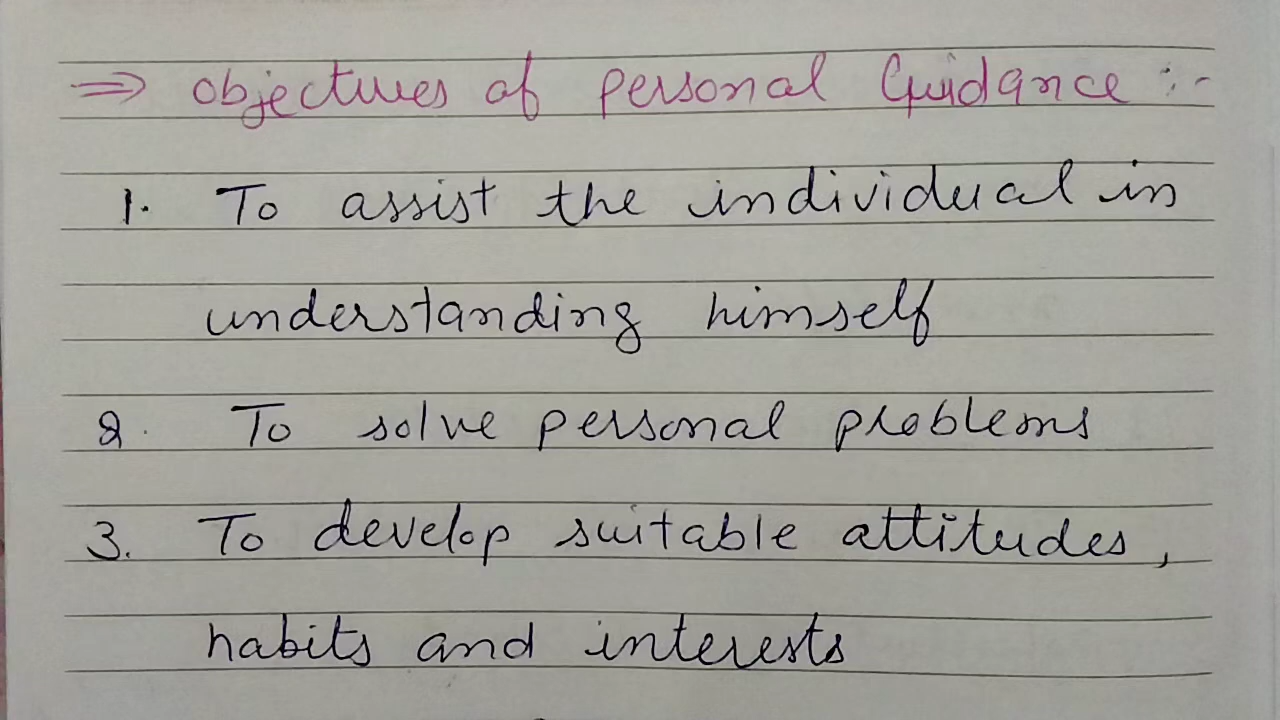 ⇒ Objectives of Personal Guidance :-
1. To assist the individual in
understanding himself
2. To solve personal problems
3. To develop suitable attitudes,
habits and interests